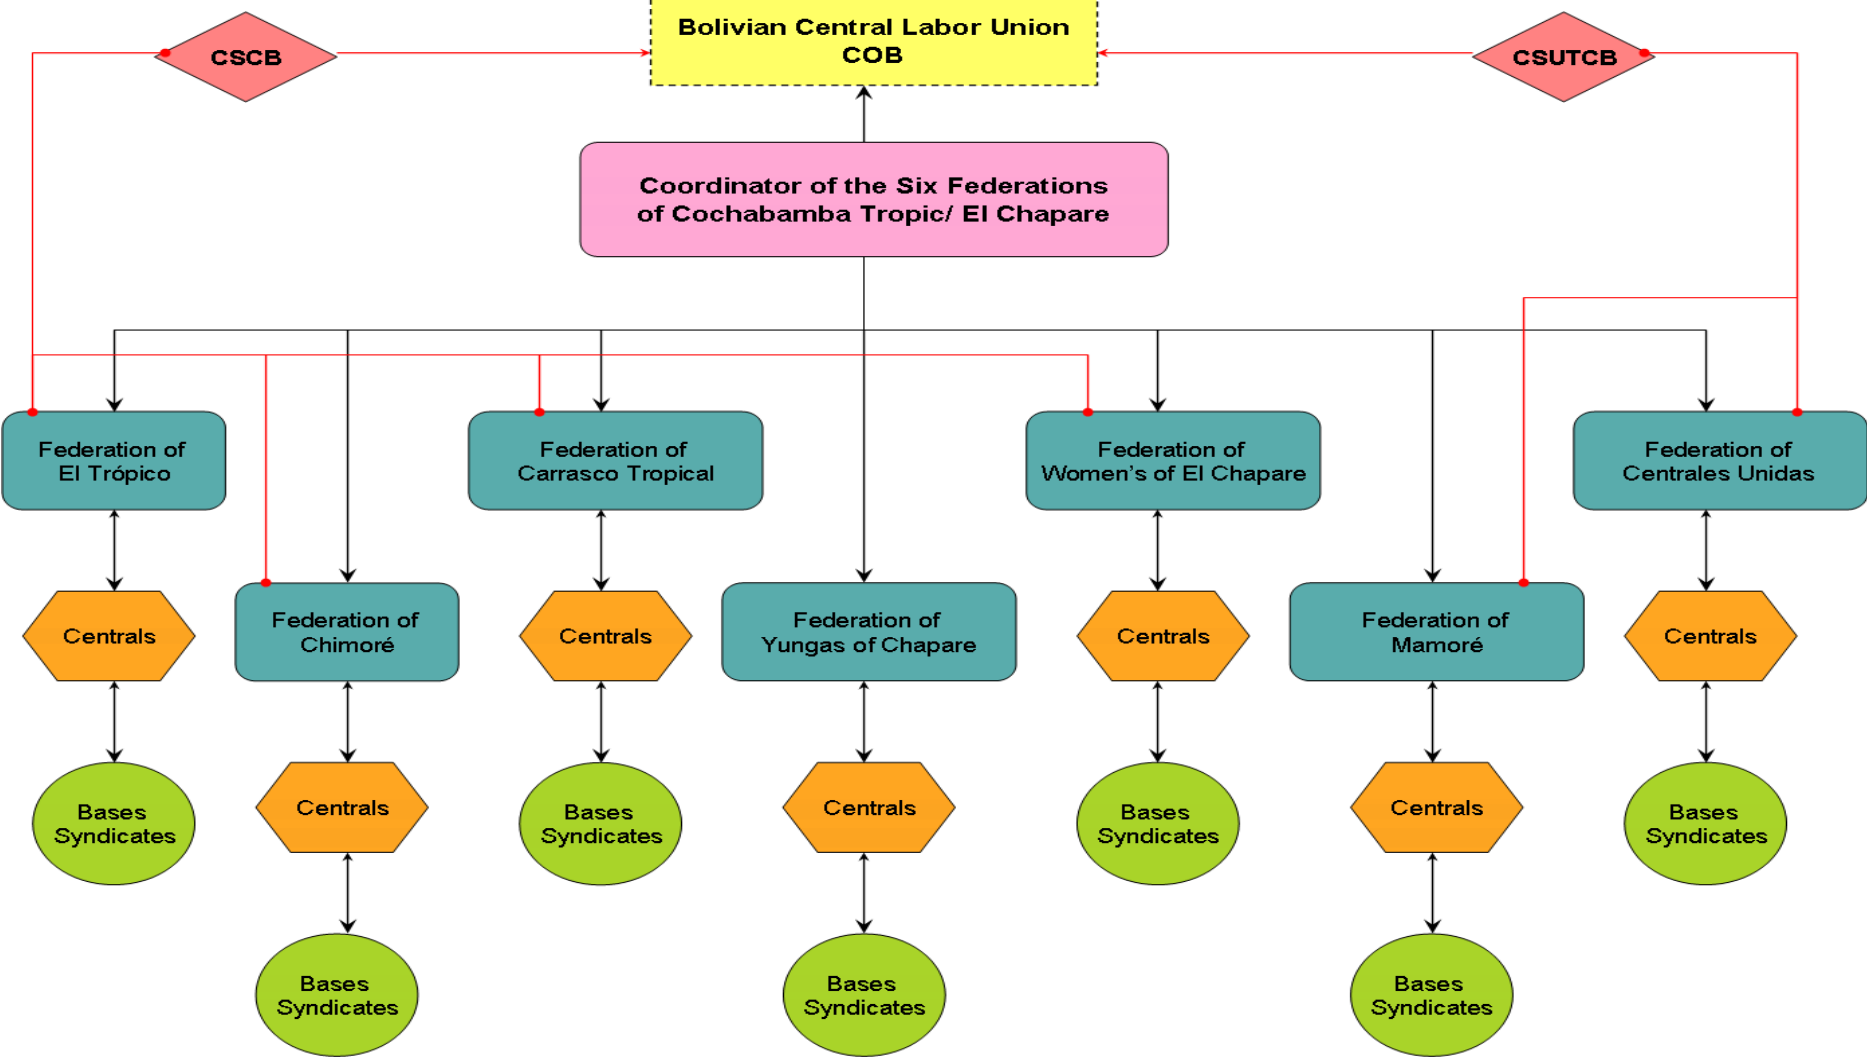 Bolivian Central Labor Union
COB
CSCB
CSUTCB
Coordinator of the Six Federations
of Cochabamba Tropic/ El Chapare
Federation of
El Trópico
Federation of
Carrasco Tropical
Federation of
Women's of El Chapare
Federation of
Centrales Unidas
Centrals
Federation of
Chimoré
Centrals
Federation of
Yungas of Chapare
Centrals
Federation of
Mamoré
Centrals
Bases
Syndicates
Centrals
Bases
Syndicates
Centrals
Bases
Syndicates
Centrals
Bases
Syndicates
Bases
Syndicates
Bases
Syndicates
Bases
Syndicates